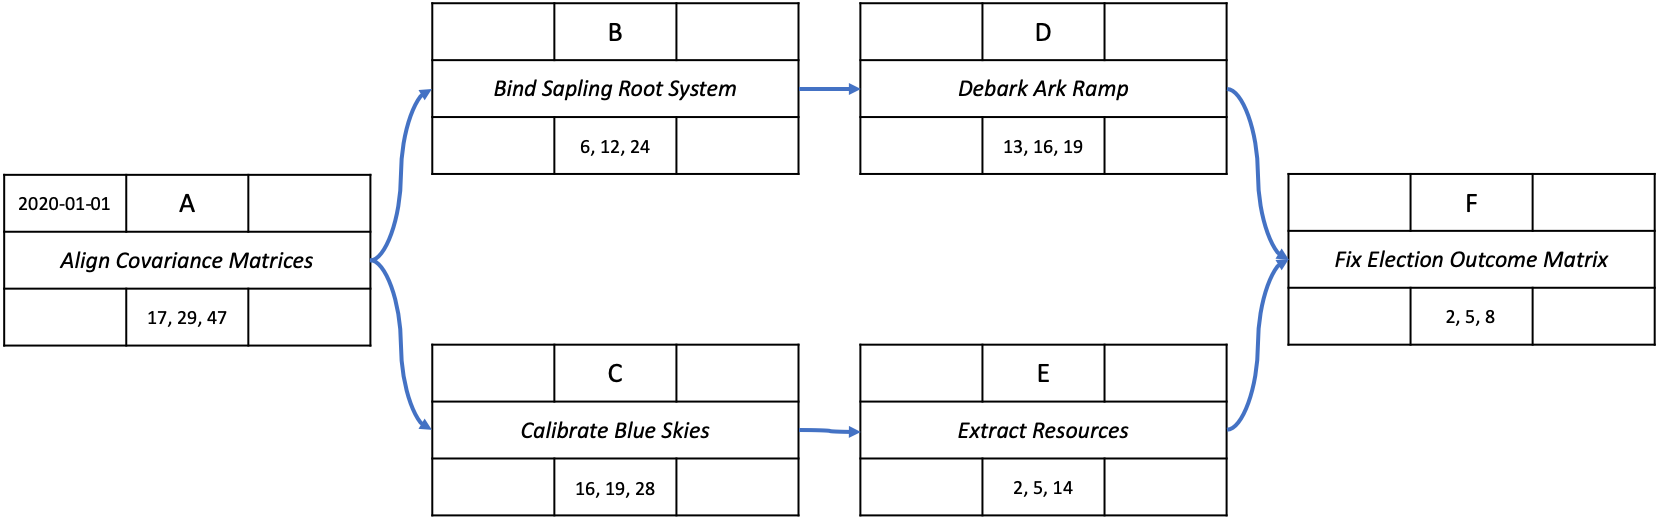 B
Bind Sapling Root System
6, 12, 24
D
Debark Ark Ramp
13, 16, 19
2020-01-01
A
Align Covariance Matrices
17, 29, 47
F
Fix Election Outcome Matrix
2, 5, 8
C
Calibrate Blue Skies
16, 19, 28
E
Extract Resources
2, 5, 14